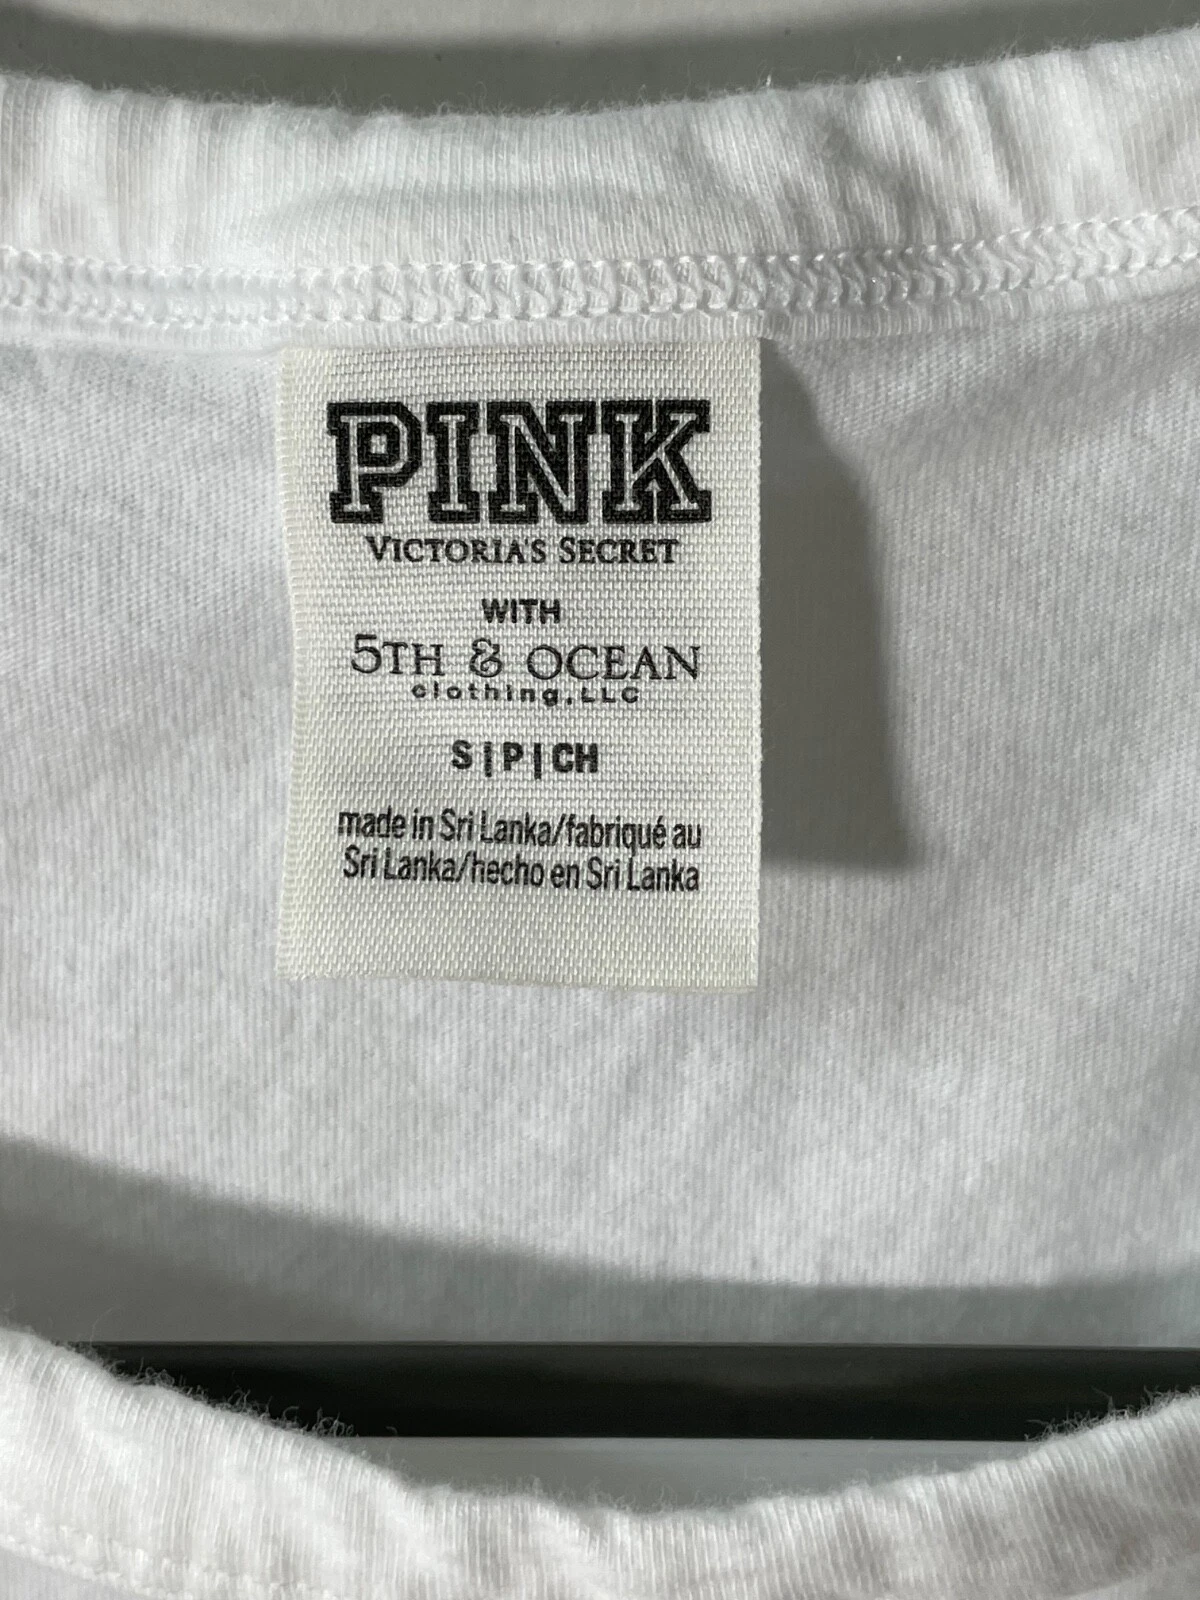 PINK
VICTORIA'S SECRET
WITH
5TH & OCEAN
clothing, LLC
S|P|CH
made in Sri Lanka/fabriqué au
Sri Lanka/hecho en Sri Lanka